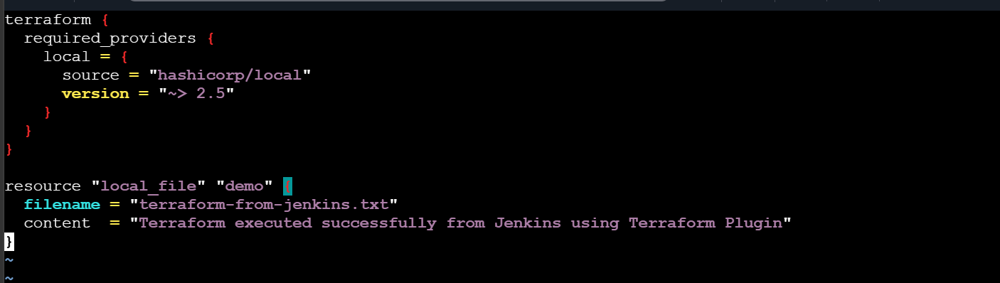 terraform {
  required_providers {
    local = {
      source = "hashicorp/local"
      version = "~> 2.5"
    }
  }
}

resource "local_file" "demo" {
  filename = "terraform-from-jenkins.txt"
  content  = "Terraform executed successfully from Jenkins using Terraform Plugin"
}
~
~